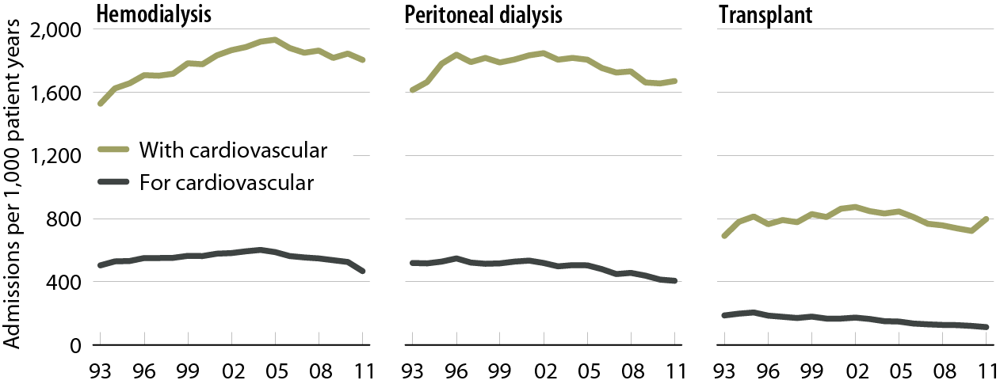 Hemodialysis
Peritoneal dialysis
Transplant
Admissions per 1,000 patient years
2,000
1,600
1,200
800
400
0
With cardiovascular
For cardiovascular
93 96 99 02 05 08 11
93 96 99 02 05 08 11
93 96 99 02 05 08 11